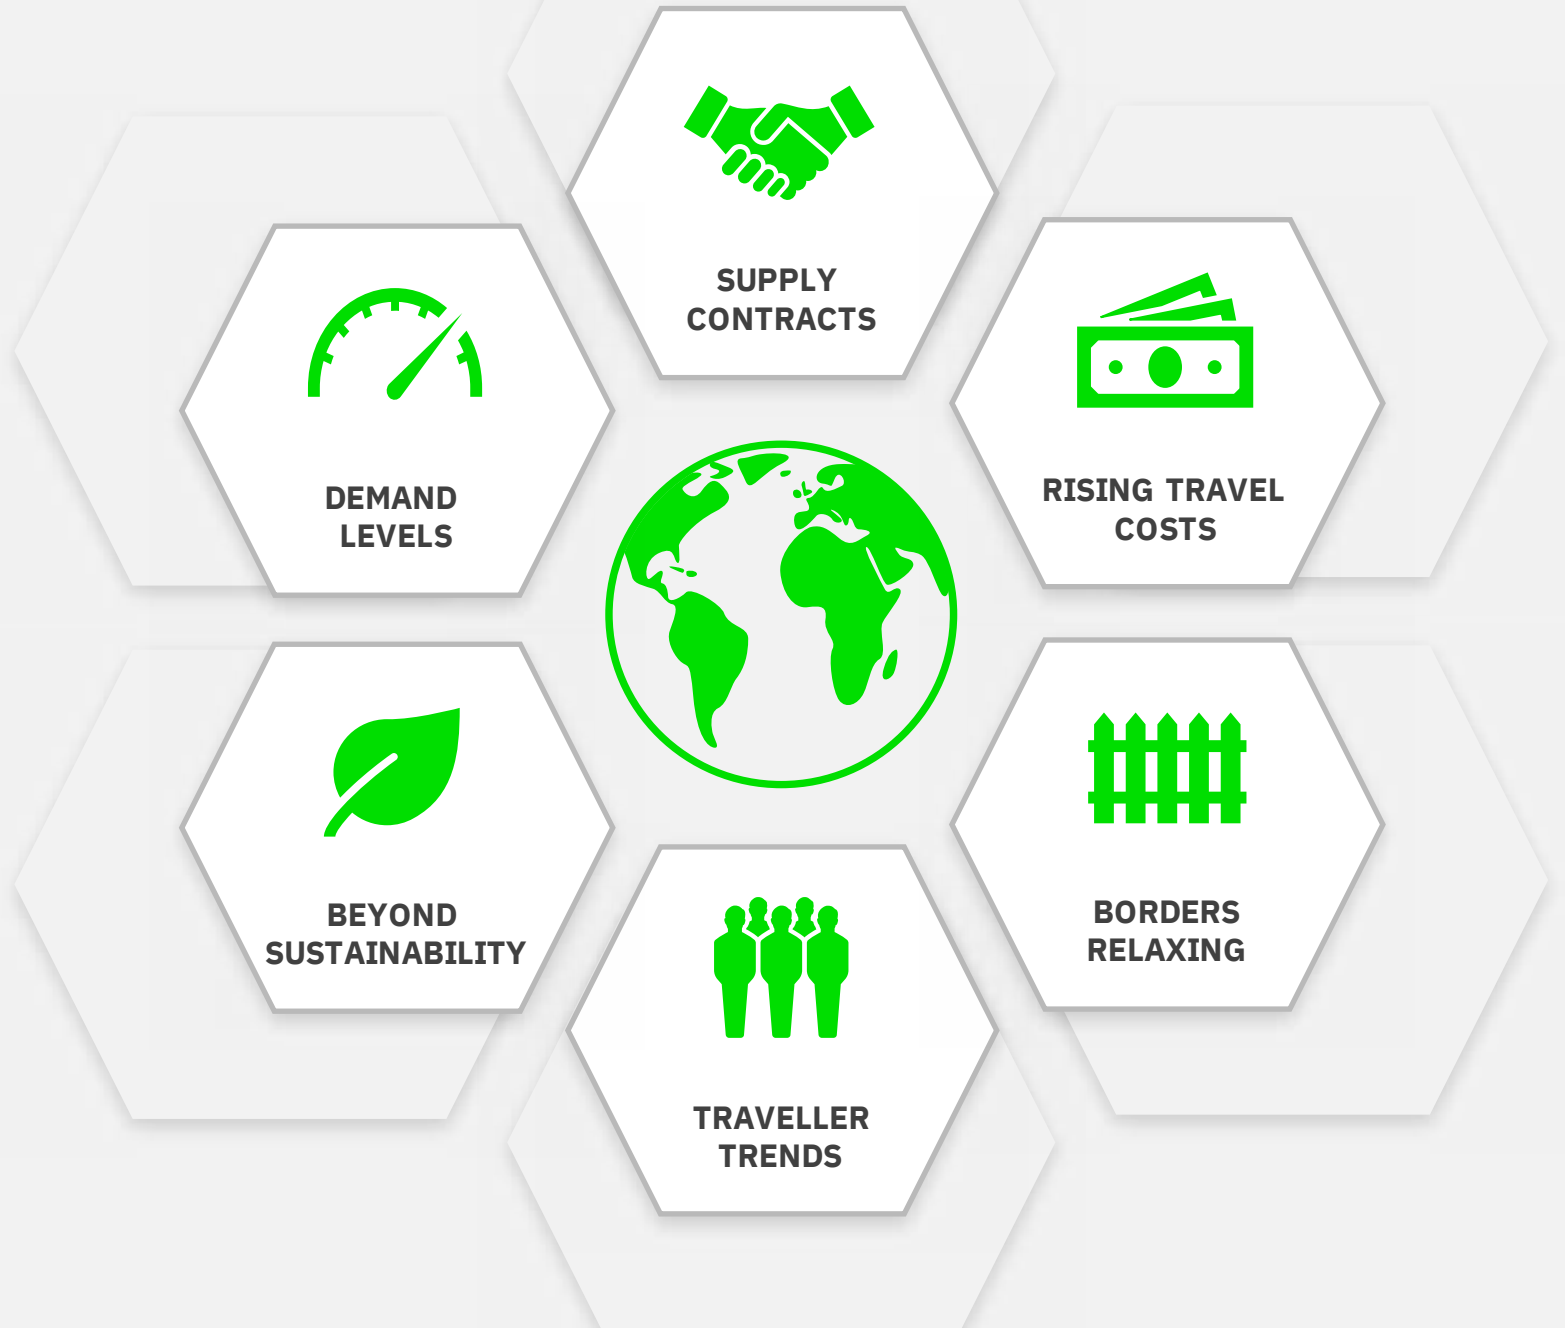 SUPPLY
CONTRACTS
DEMAND
LEVELS
RISING TRAVEL
COSTS
BEYOND
SUSTAINABILITY
BORDERS
RELAXING
TRAVELLER
TRENDS